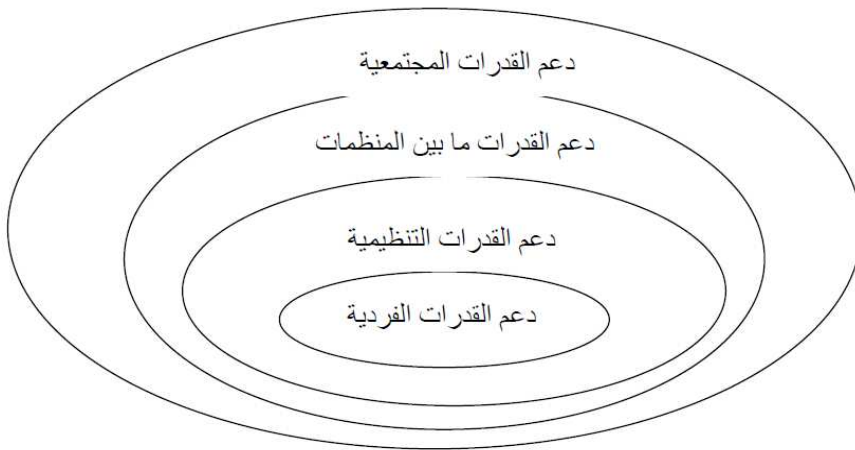 دعم القدرات المجتمعية
دعم القدرات ما بين المنظمات
دعم القدرات التنظيمية
دعم القدرات الفردية